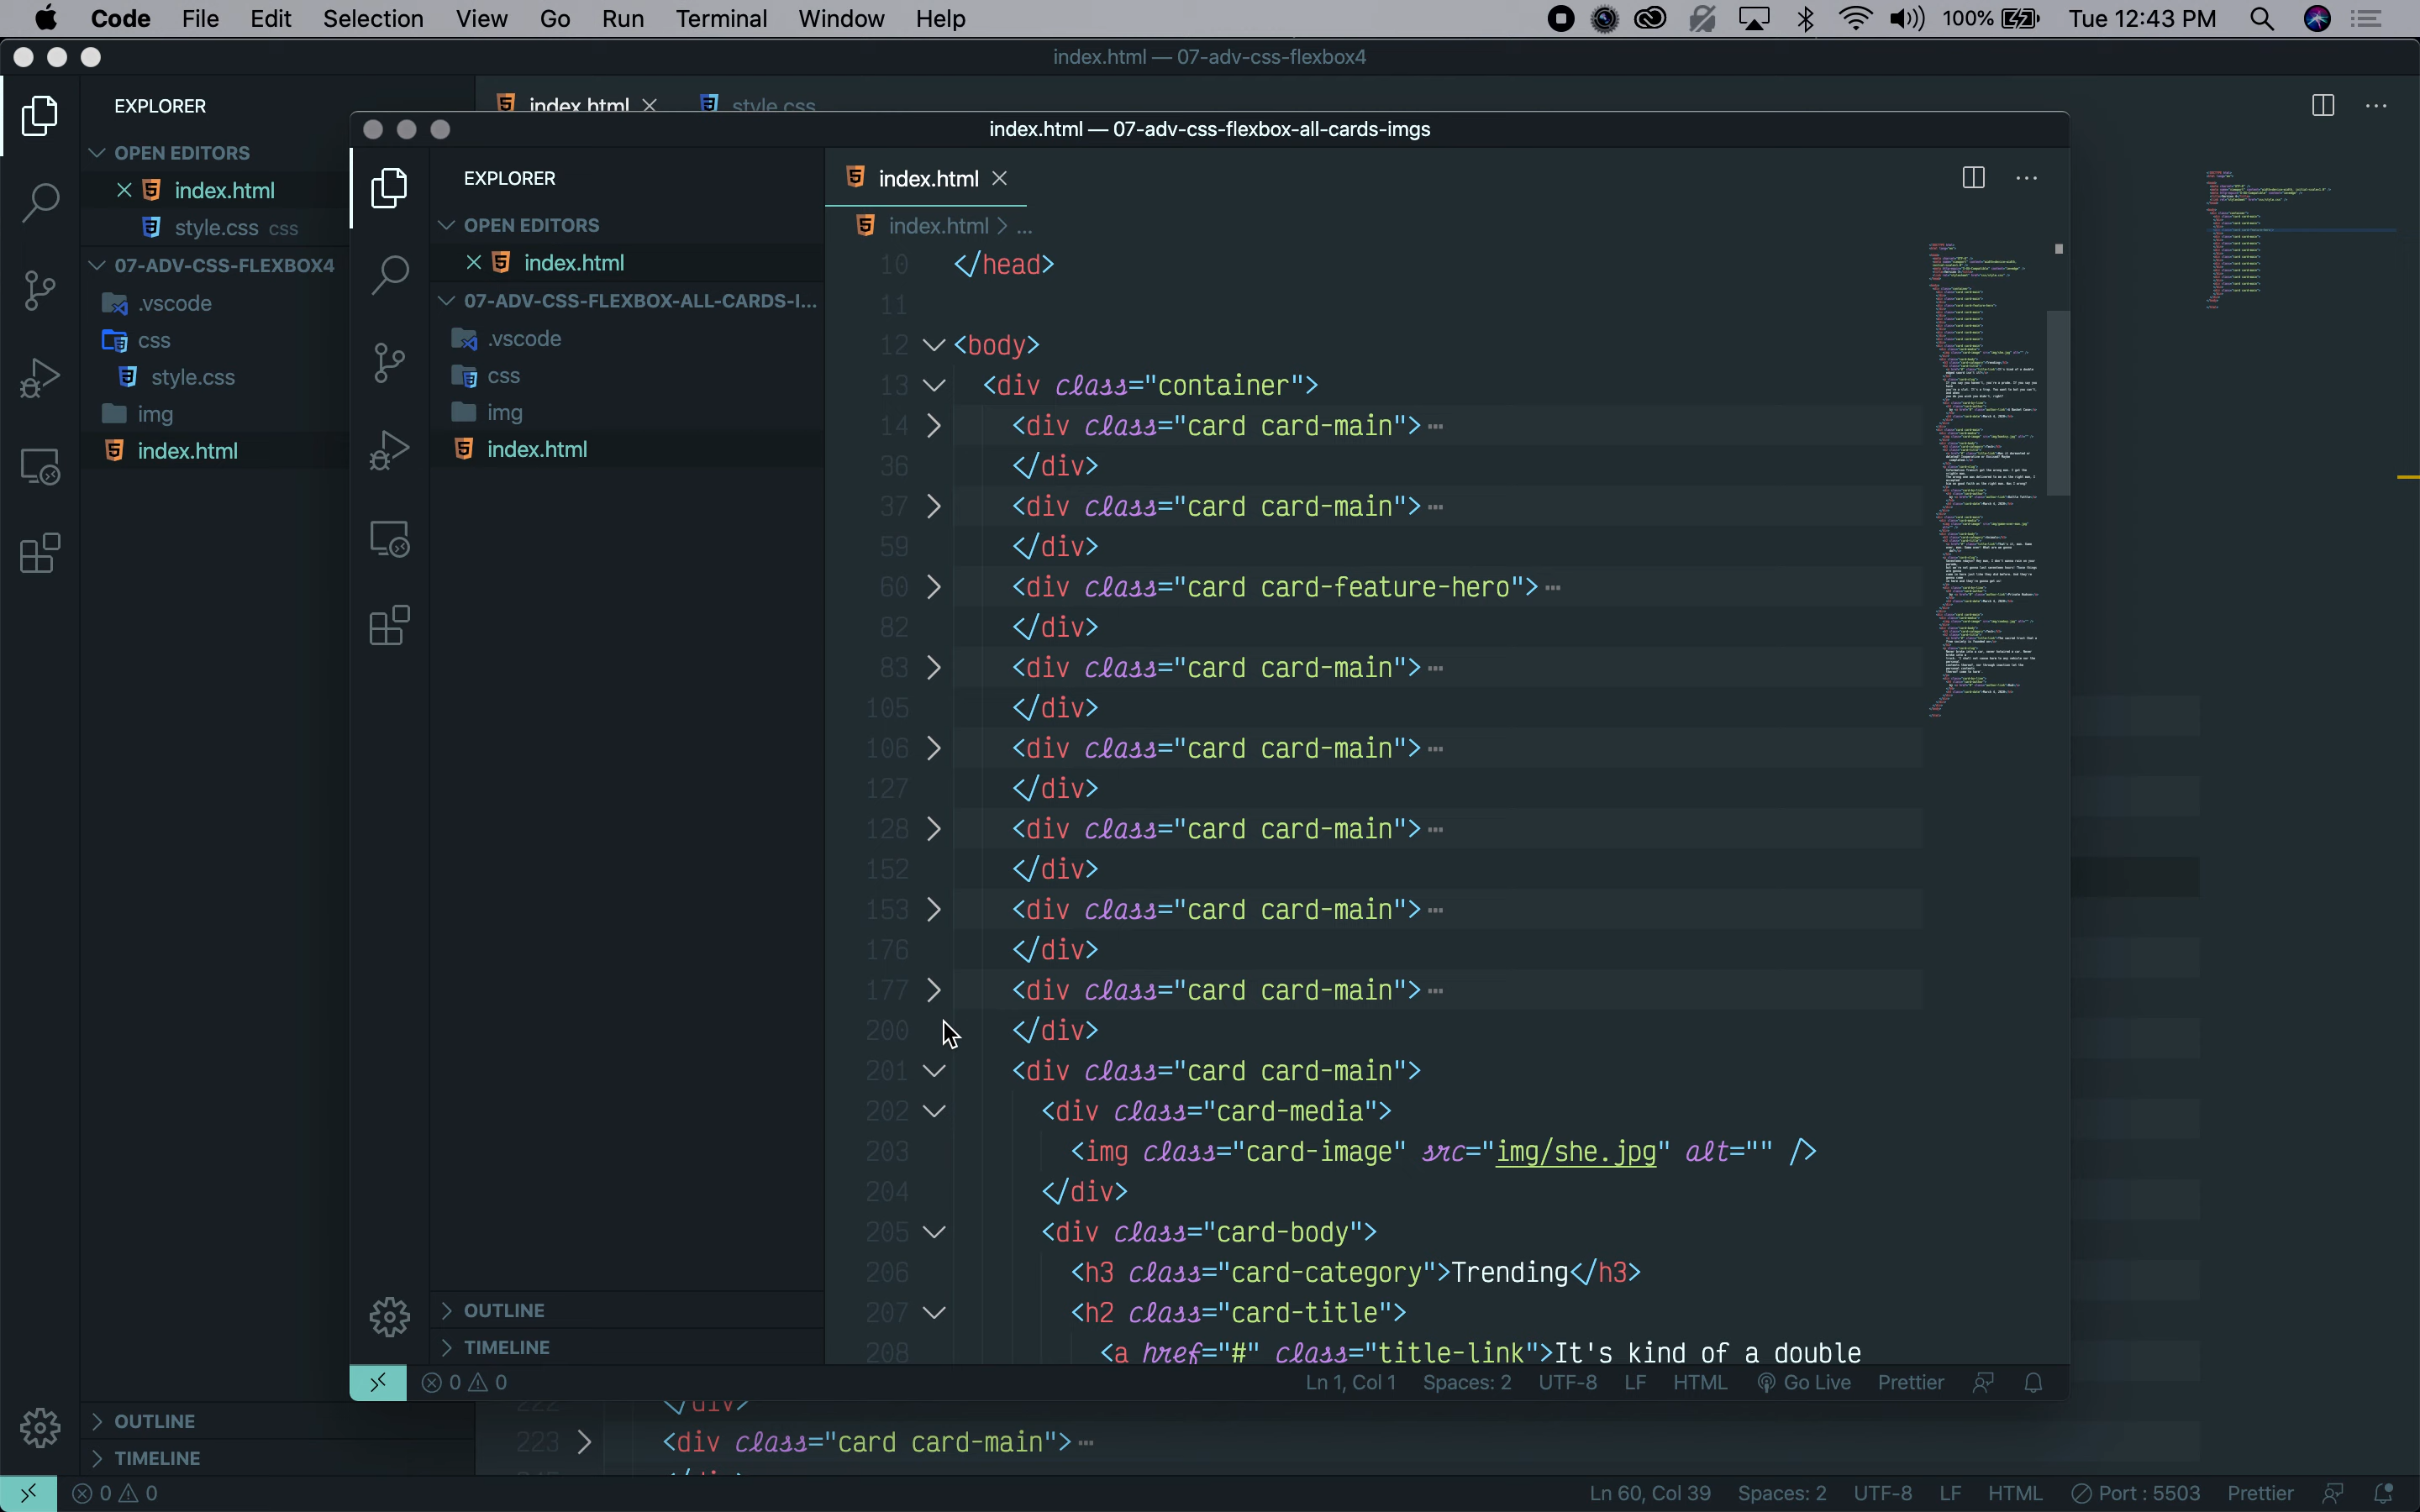 Code File Edit Selection View Go Run Terminal Window Help 100% Tue 12:43 PM
index.html — 07-adv-css-flexbox4
EXPLORER
index.html style.css
OPEN EDITORS
index.html
style.css css
07-ADV-CSS-FLEXBOX4
.vscode
css
style.css
img
index.html
OUTLINE
TIMELINE
index.html — 07-adv-css-flexbox-all-cards-imgs
EXPLORER
OPEN EDITORS
index.html
07-ADV-CSS-FLEXBOX-ALL-CARDS-I...
.vscode
css
img
index.html
OUTLINE
TIMELINE
index.html
index.html > ...
10 </head>
11
12 <body>
13 <div class="container">
14 <div class="card card-main">…
36 </div>
37 <div class="card card-main">…
59 </div>
60 <div class="card card-feature-hero">…
82 </div>
83 <div class="card card-main">…
105 </div>
106 <div class="card card-main">…
127 </div>
128 <div class="card card-main">…
152 </div>
153 <div class="card card-main">…
176 </div>
177 <div class="card card-main">…
200 </div>
201 <div class="card card-main">
202 <div class="card-media">
203 <img class="card-image" src="img/she.jpg" alt="" />
204 </div>
205 <div class="card-body">
206 <h3 class="card-category">Trending</h3>
207 <h2 class="card-title">
208 <a href="#" class="title-link">It's kind of a double
0 0 Ln 1, Col 1 Spaces: 2 UTF-8 LF HTML Go Live Prettier
222 </div>
223 <div class="card card-main">…
0 0 Ln 60, Col 39 Spaces: 2 UTF-8 LF HTML Port : 5503 Prettier